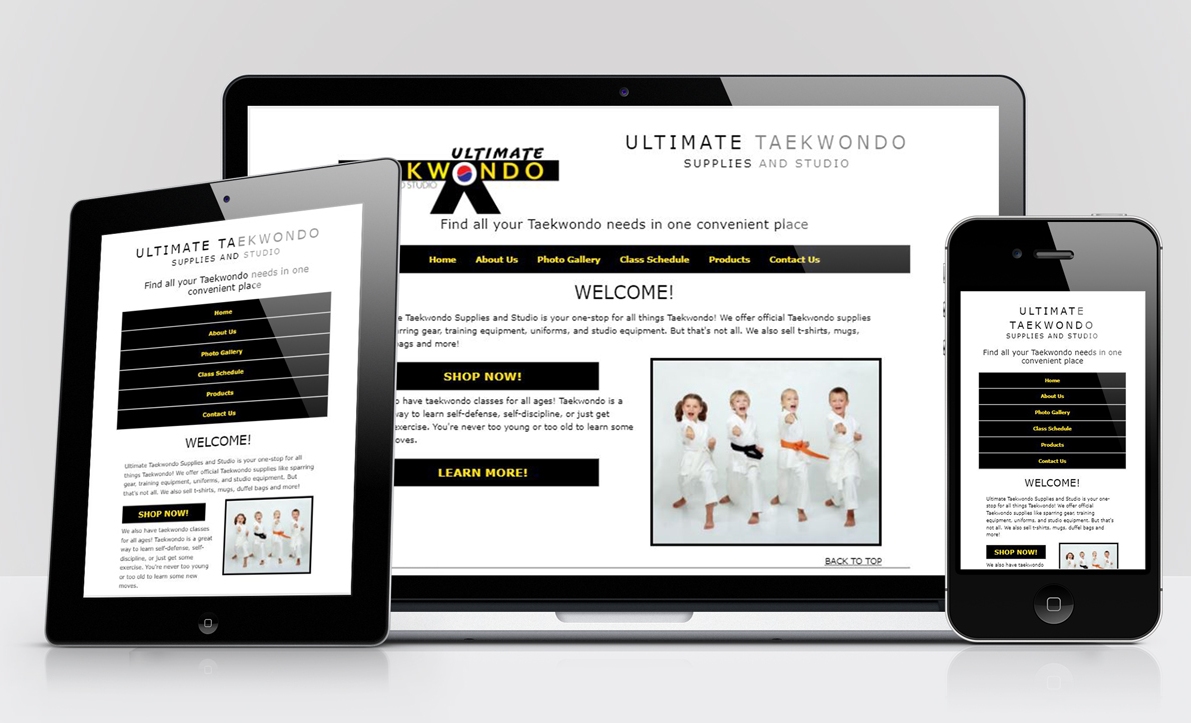 ULTIMATE TAEKWONDO
SUPPLIES AND STUDIO
Find all your Taekwondo needs in one
convenient place
Home
About Us
Photo Gallery
Class Schedule
Products
Contact Us
WELCOME!
Ultimate Taekwondo Supplies and Studio is your one-stop for all
things Taekwondo! We offer official Taekwondo supplies like sparring
gear, training equipment, uniforms, and studio equipment. But
that's not all. We also sell t-shirts, mugs, duffel bags and more!
SHOP NOW!
We also have taekwondo classes
for all ages! Taekwondo is a great
way to learn self-defense, self-
discipline, or just get some
exercise. You're never too young
or too old to learn some new
moves.
ULTIMATE
KWONDO
D STUDIO
ULTIMATE TAEKWONDO
SUPPLIES AND STUDIO
Find all your Taekwondo needs in one convenient place
Home About Us Photo Gallery Class Schedule Products Contact Us
WELCOME!
e Taekwondo Supplies and Studio is your one-stop for all things Taekwondo! We offer official Taekwondo supplies
rring gear, training equipment, uniforms, and studio equipment. But that's not all. We also sell t-shirts, mugs,
ags and more!
SHOP NOW!
o have taekwondo classes for all ages! Taekwondo is a
way to learn self-defense, self-discipline, or just get
exercise. You're never too young or too old to learn some
oves.
LEARN MORE!
BACK TO TOP
ULTIMATE
TAEKWONDO
SUPPLIES AND STUDIO
Find all your Taekwondo needs in one
convenient place
Home
About Us
Photo Gallery
Class Schedule
Products
Contact Us
WELCOME!
Ultimate Taekwondo Supplies and Studio is your one-
stop for all things Taekwondo! We offer official
Taekwondo supplies like sparring gear, training
equipment, uniforms, and studio equipment. But that's
not all. We also sell t-shirts, mugs, duffel bags and
more!
SHOP NOW!
We also have taekwondo